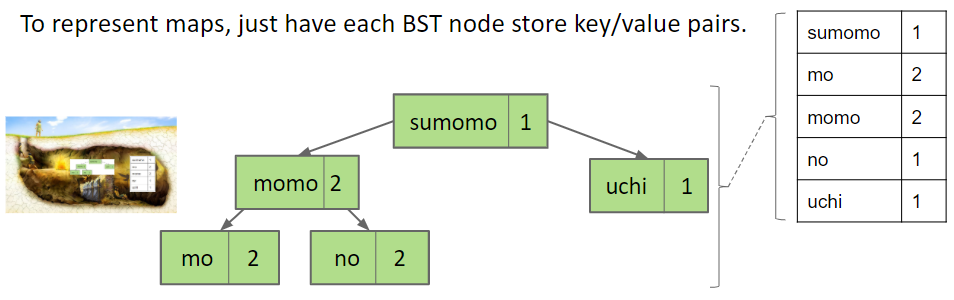 To represent maps, just have each BST node store key/value pairs.
sumomo 1
momo 2
uchi 1
mo 2
no 2
sumomo 1
mo 2
momo 2
no 1
uchi 1